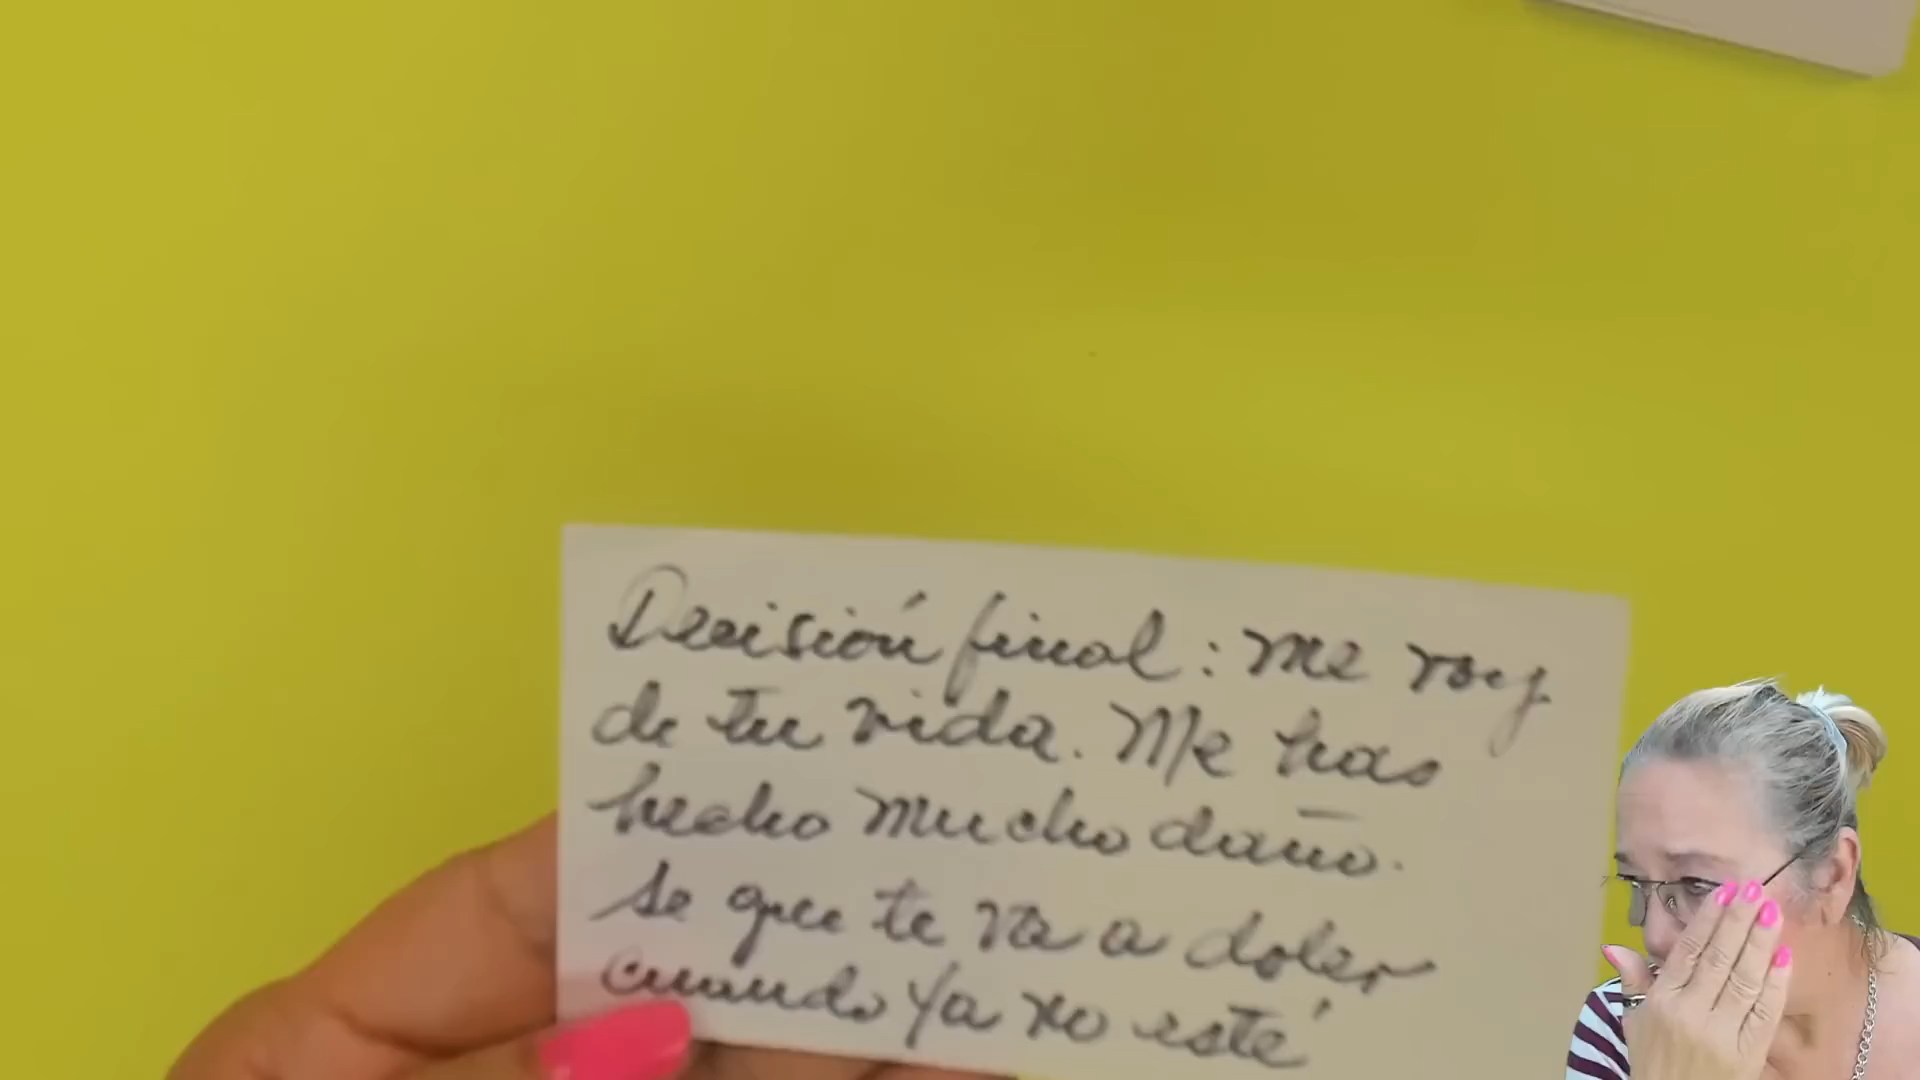 Decisión final: me voy
de tu vida. Me has
hecho mucho daño.
Se que te va a doler
cuando ya no esté